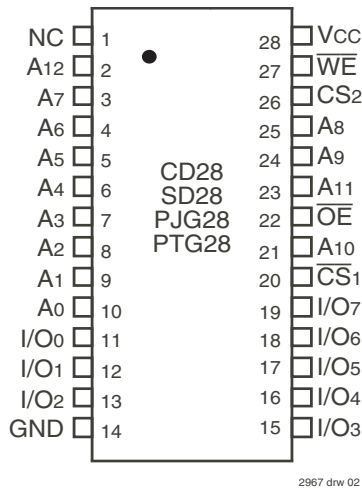 NC 1 28 VCC
A12 2 27 W̅E̅
A7 3 26 CS2
A6 4 25 A8
A5 5 24 A9
A4 6 23 A11
A3 7 22 O̅E̅
A2 8 21 A10
A1 9 20 C̅S̅1
A0 10 19 I/O7
I/O0 11 18 I/O6
I/O1 12 17 I/O5
I/O2 13 16 I/O4
GND 14 15 I/O3
CD28
SD28
PJG28
PTG28
2967 drw 02